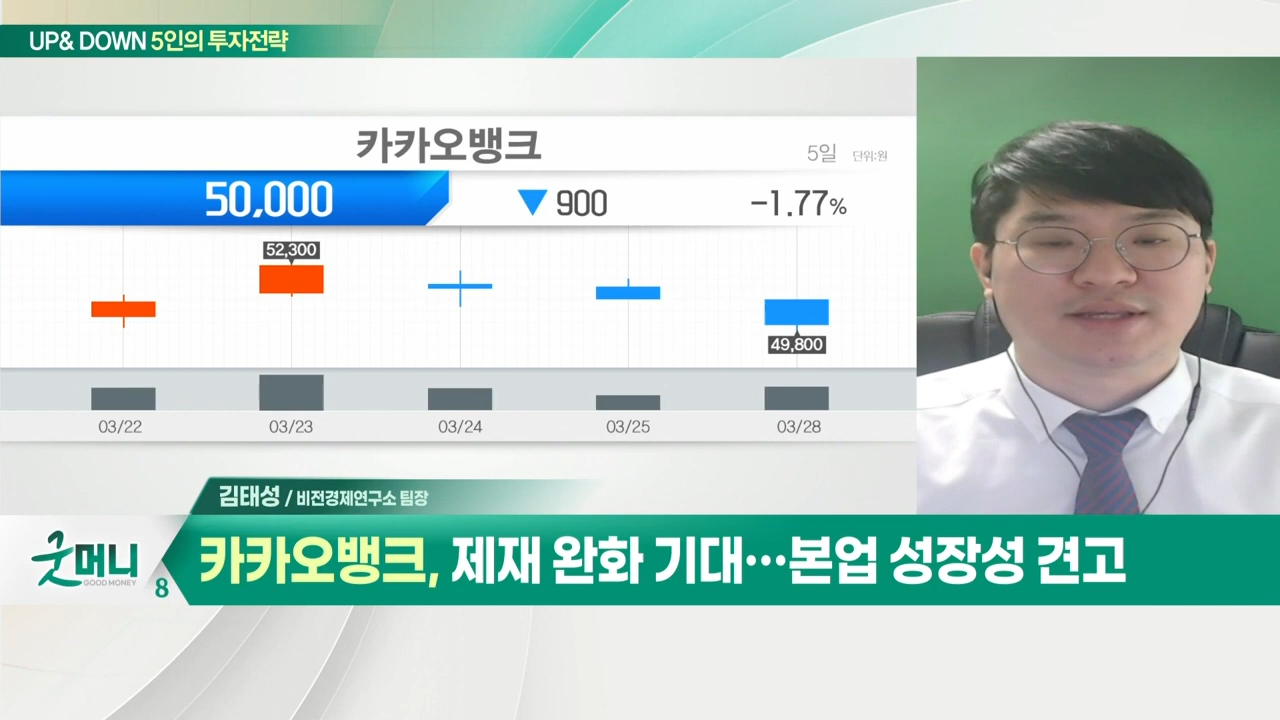 UP& DOWN 5인의 투자전략
카카오뱅크
5일 단위:원
50,000 ▼ 900 -1.77%
52,300
49,800
03/22 03/23 03/24 03/25 03/28
김태성 / 비전경제연구소 팀장
굿머니
GOOD MONEY
8
카카오뱅크, 제재 완화 기대…본업 성장성 견고